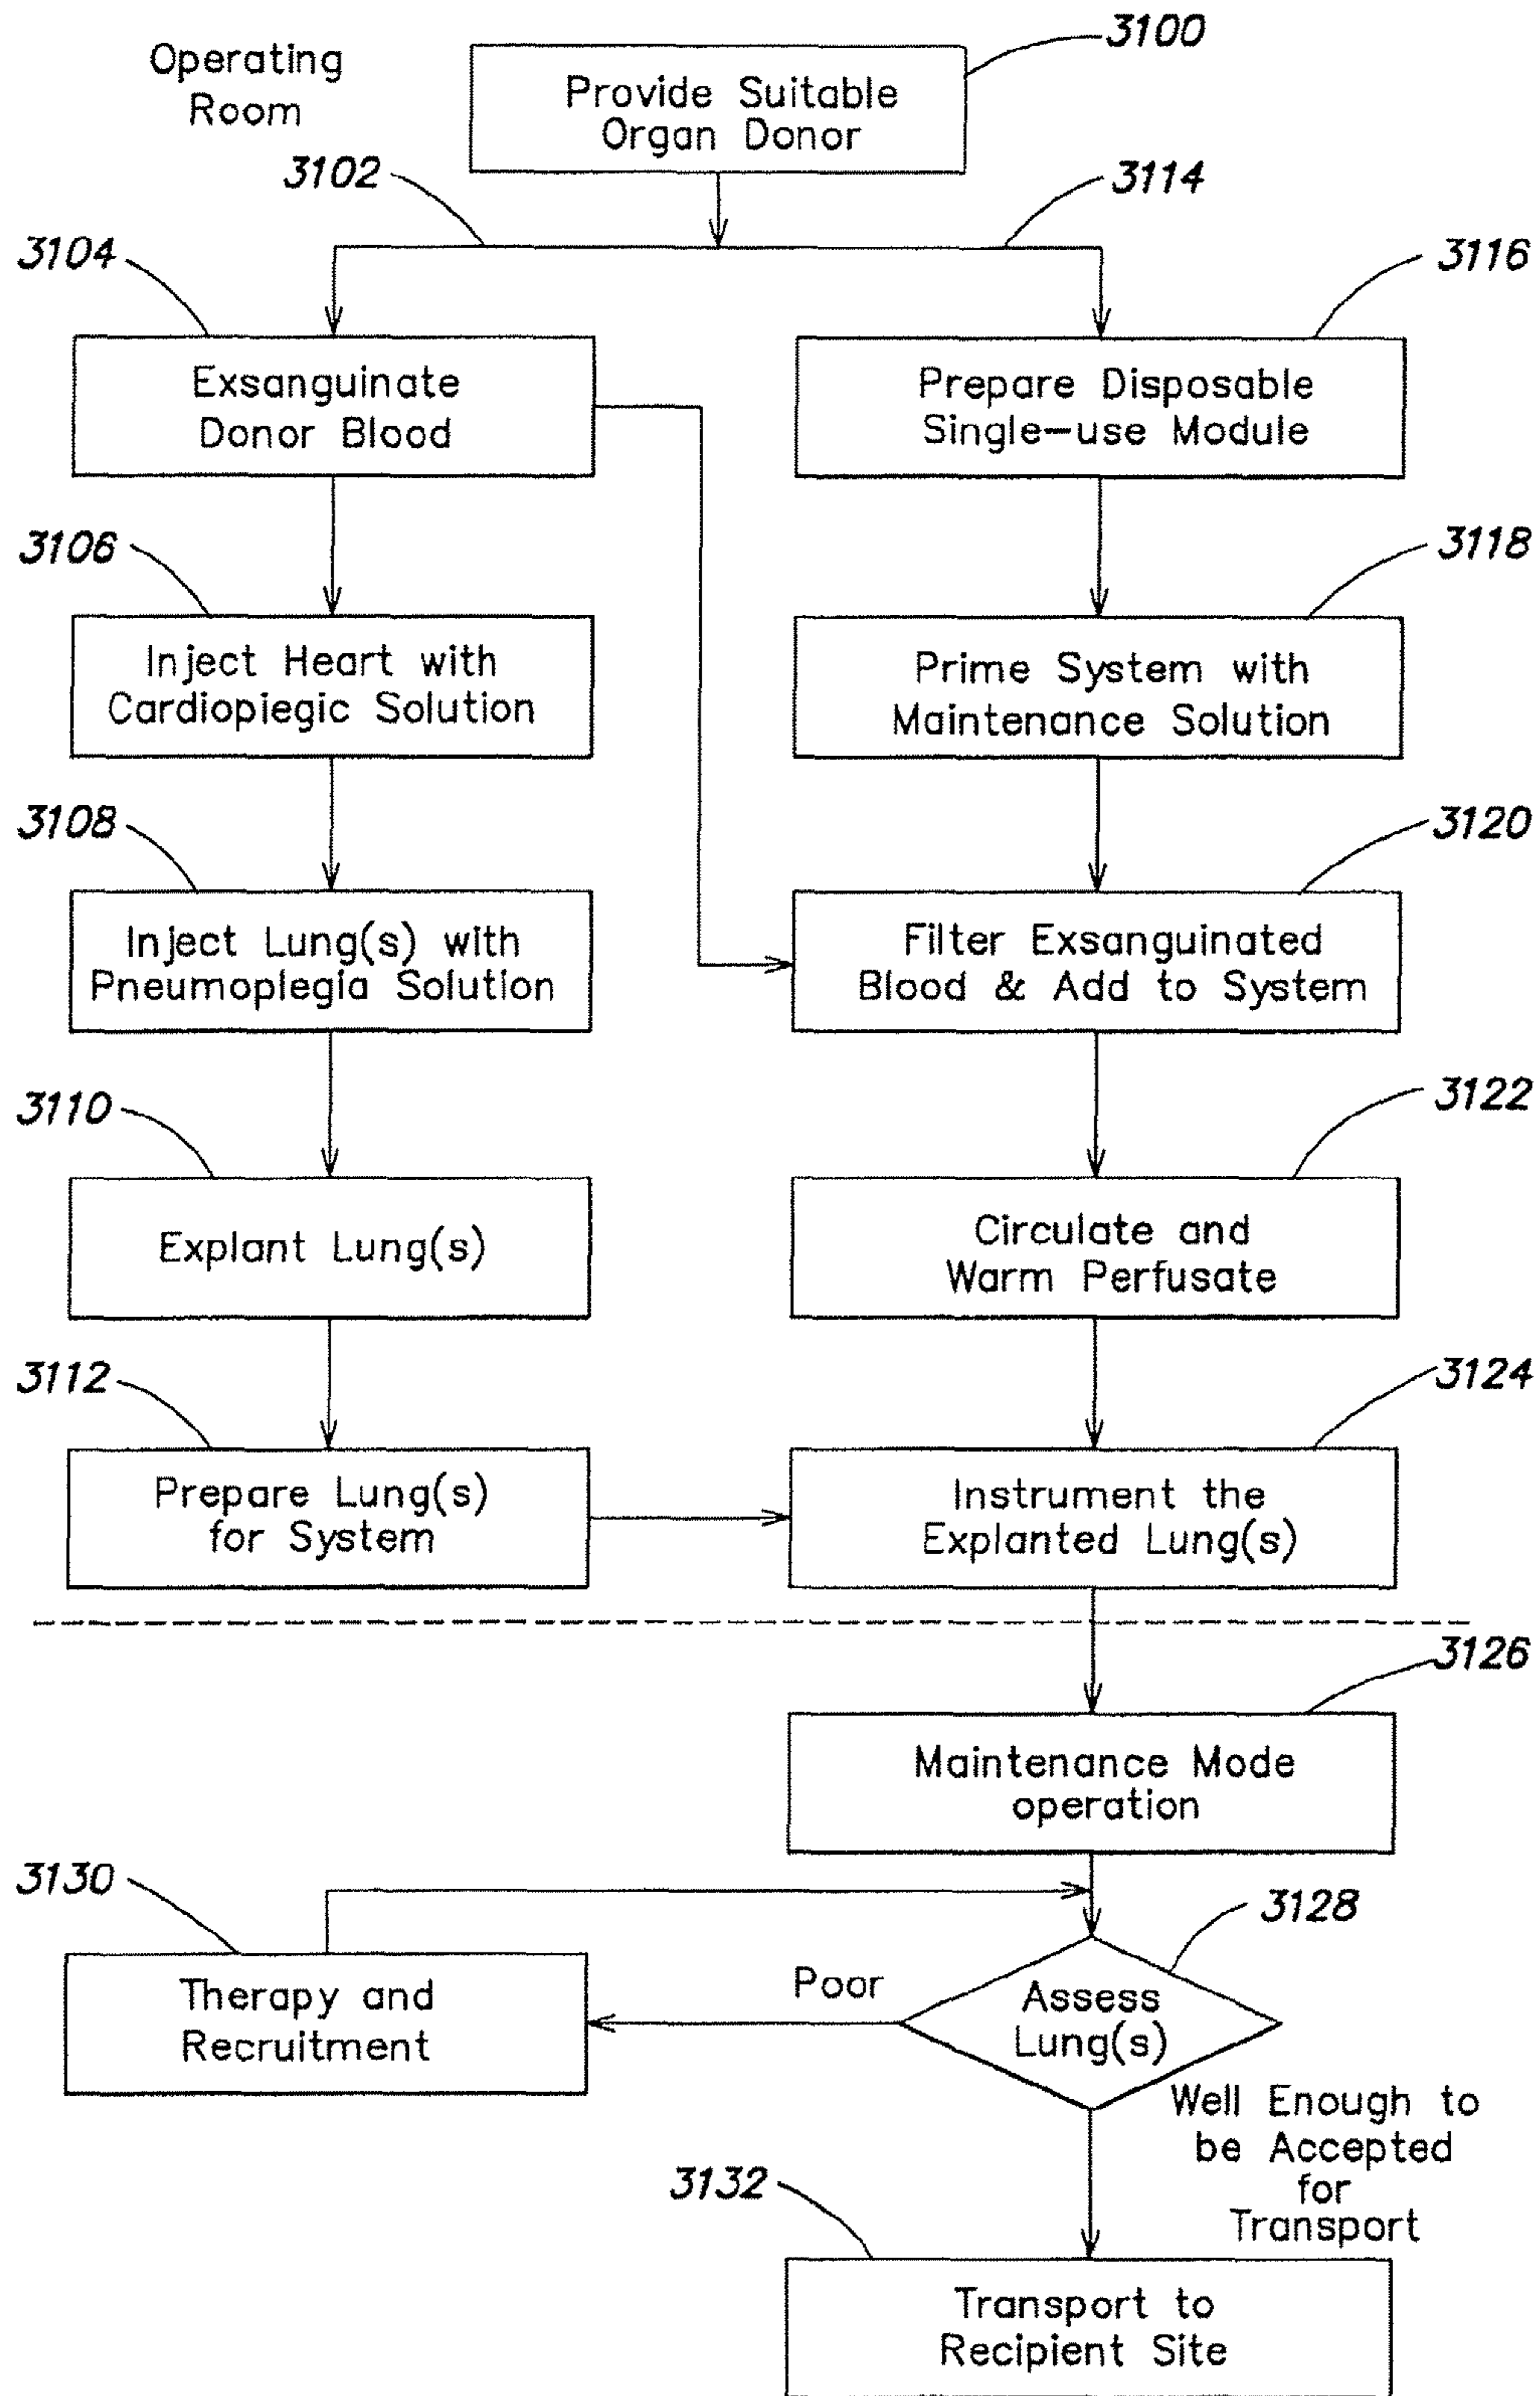 3100
Operating
Room
Provide Suitable
Organ Donor
3102
3114
3104
3116
Exsanguinate
Donor Blood
Prepare Disposable
Single-use Module
3106
3118
Inject Heart with
Cardiopiegic Solution
Prime System with
Maintenance Solution
3108
3120
Inject Lung(s) with
Pneumoplegia Solution
Filter Exsanguinated
Blood & Add to System
3110
3122
Explant Lung(s)
Circulate and
Warm Perfusate
3112
3124
Prepare Lung(s)
for System
Instrument the
Explanted Lung(s)
3126
Maintenance Mode
operation
3130
3128
Therapy and
Recruitment
Poor
Assess
Lung(s)
Well Enough to
be Accepted
for
Transport
3132
Transport to
Recipient Site